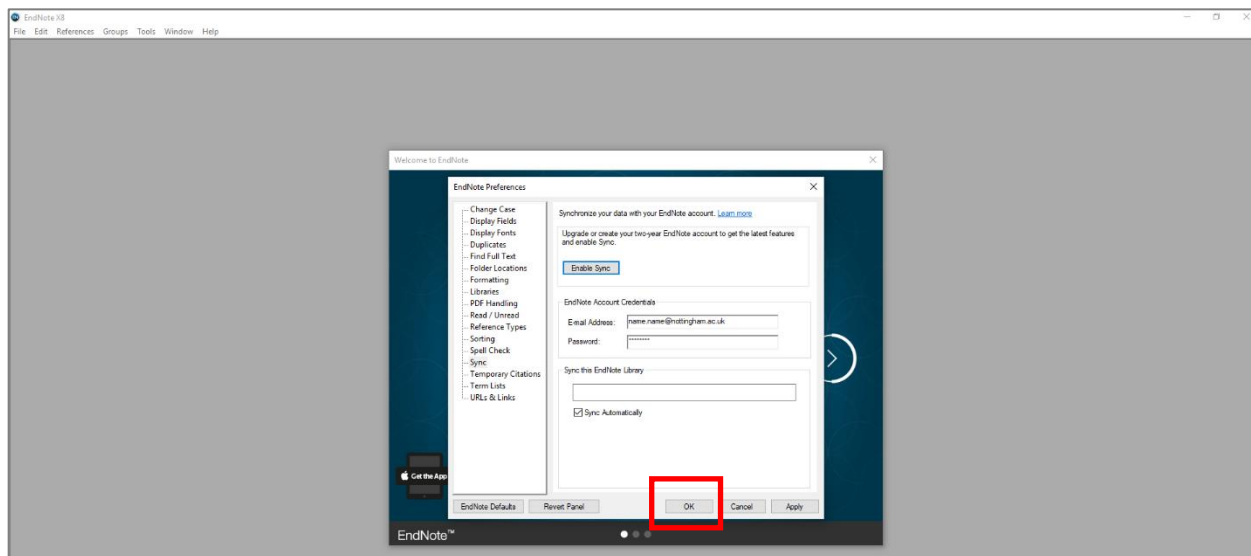 EndNote X8
File Edit References Groups Tools Window Help
Welcome to EndNote
EndNote Preferences
Change Case
Display Fields
Display Fonts
Duplicates
Find Full Text
Folder Locations
Formatting
Libraries
PDF Handling
Read / Unread
Reference Types
Sorting
Spell Check
Sync
Temporary Citations
Term Lists
URLs & Links
Synchronize your data with your EndNote account. Learn more
Upgrade or create your two-year EndNote account to get the latest features
and enable Sync.
Enable Sync
EndNote Account Credentials
E-mail Address: name.name@nottingham.ac.uk
Password: ********
Sync this EndNote Library
Sync Automatically
Get the App
EndNote Defaults Revert Panel OK Cancel Apply
EndNote™